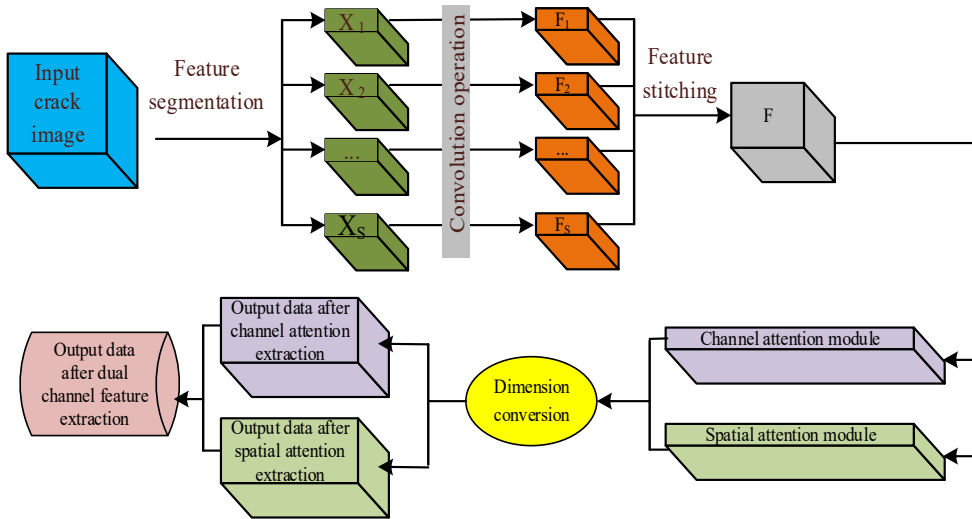 Input
crack
image
Feature
segmentation
X1
X2
...
XS
Convolution operation
F1
F2
...
FS
Feature
stitching
F
Output data
after dual
channel feature
extraction
Output data after
channel attention
extraction
Output data after
spatial attention
extraction
Dimension
conversion
Channel attention module
Spatial attention module